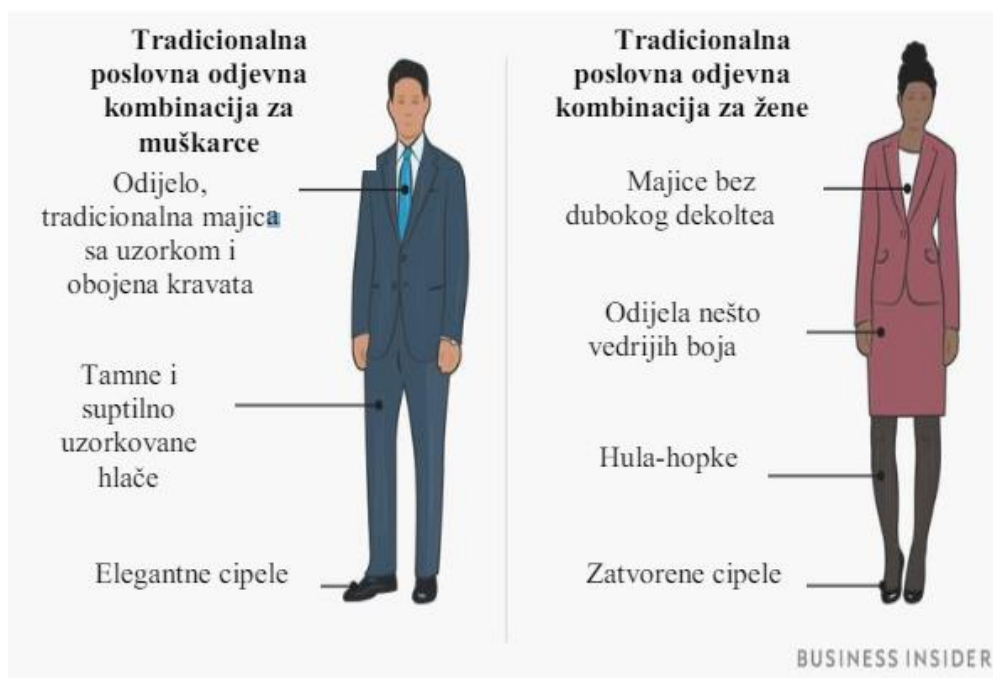 Tradicionalna
poslovna odjevna
kombinacija za
muškarce
Odijelo,
tradicionalna majica
sa uzorkom i
obojena kravata
Tamne i
suptilno
uzorkovane
hlače
Elegantne cipele
Tradicionalna
poslovna odjevna
kombinacija za žene
Majice bez
dubokog dekoltea
Odijela nešto
vedrijih boja
Hula-hopke
Zatvorene cipele
BUSINESS INSIDER